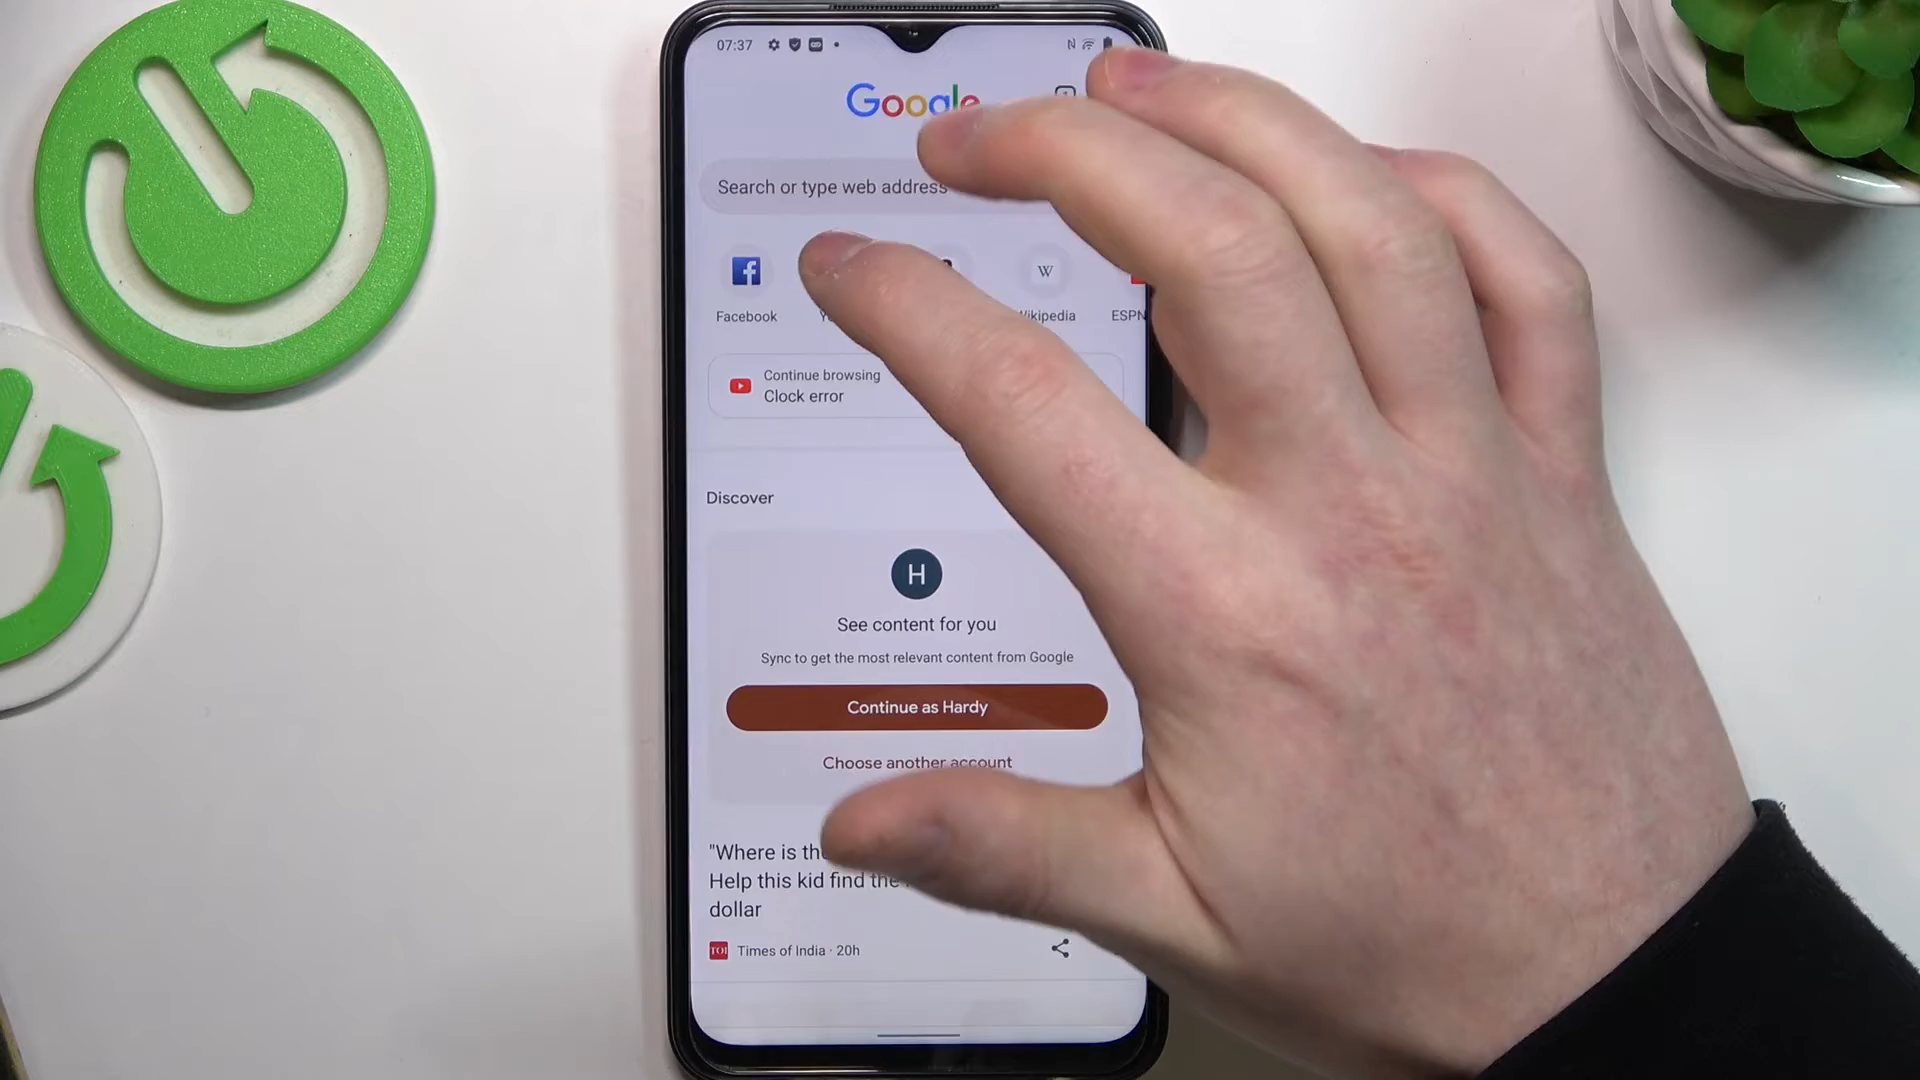 07:37
Google
Search or type web address
Facebook
Wikipedia
ESPN
Continue browsing
Clock error
Discover
H
See content for you
Sync to get the most relevant content from Google
Continue as Hardy
Choose another account
"Where is the
Help this kid find the
dollar
TOI Times of India · 20h